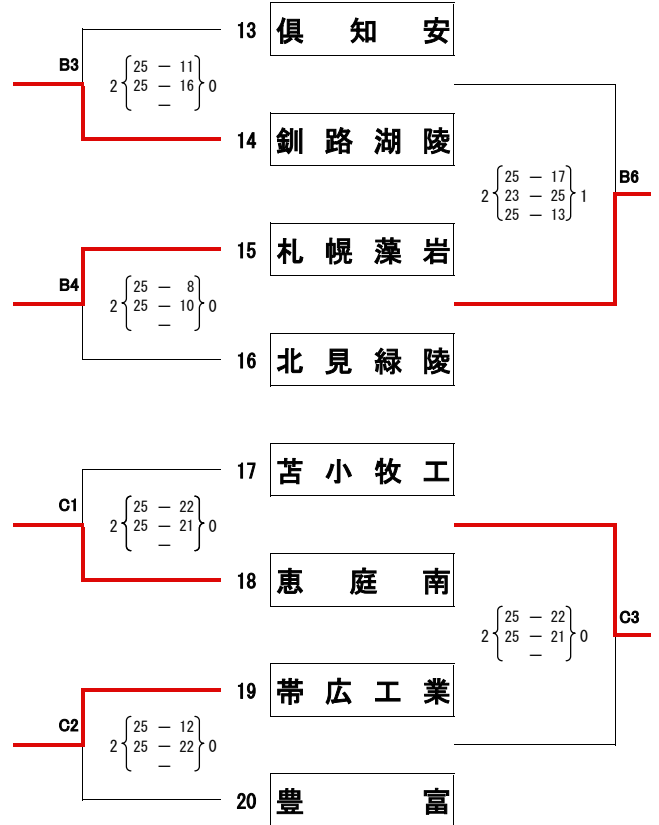 13 倶知安
B3
25 － 11
2 25 － 16 0
－
14 釧路湖陵
25 － 17
2 23 － 25 1
25 － 13
B6
15 札幌藻岩
B4
25 － 8
2 25 － 10 0
－
16 北見緑陵
17 苫小牧工
C1
25 － 22
2 25 － 21 0
－
18 恵庭南
25 － 22
2 25 － 21 0
－
C3
19 帯広工業
C2
25 － 12
2 25 － 22 0
－
20 豊富